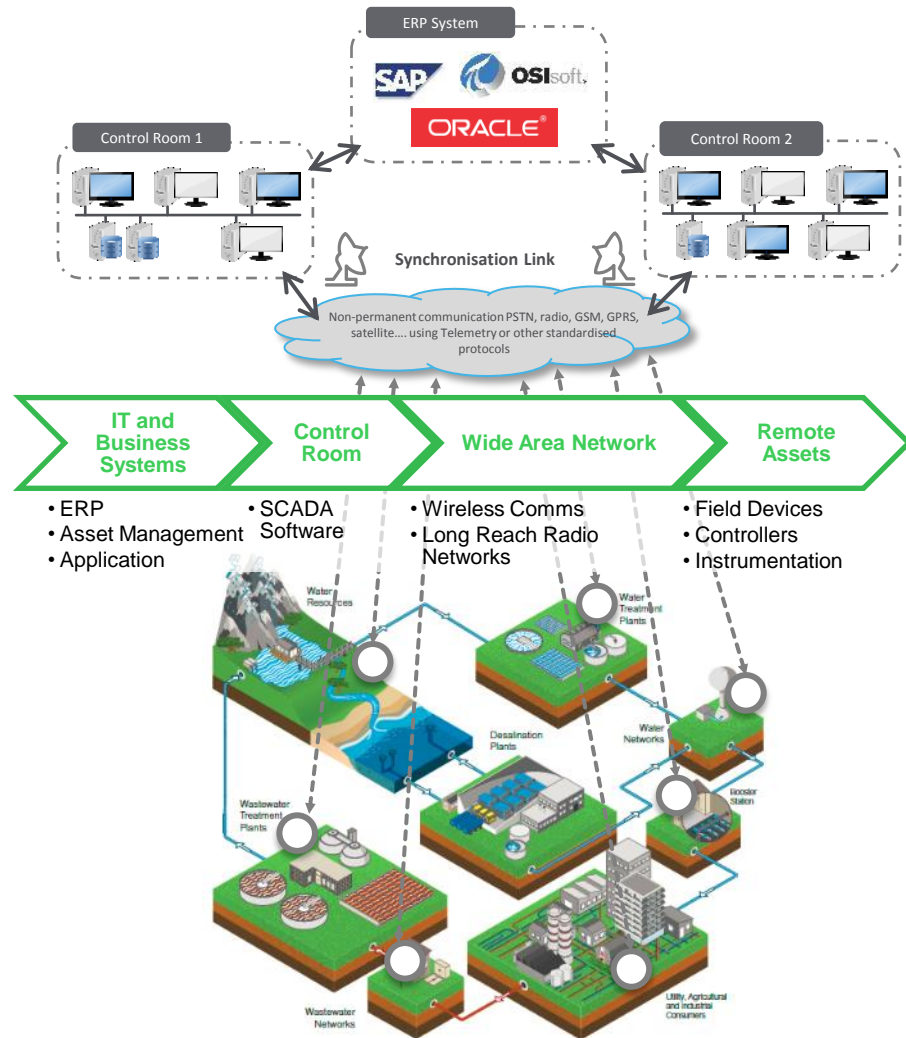 ERP System
SAP
OSIsoft.
ORACLE®
Control Room 1
Control Room 2
Synchronisation Link
Non-permanent communication PSTN, radio, GSM, GPRS,
satellite.... using Telemetry or other standardised
protocols
IT and
Business
Systems
Control
Room
Wide Area Network
Remote
Assets
• ERP
• Asset Management
• Application
• SCADA
Software
• Wireless Comms
• Long Reach Radio
Networks
• Field Devices
• Controllers
• Instrumentation
Water
Resources
Water
Treatment
Plants
Desalination
Plants
Water
Networks
Booster
Station
Wastewater
Treatment
Plants
Wastewater
Networks
Utility, Agricultural
and Industrial
Consumers